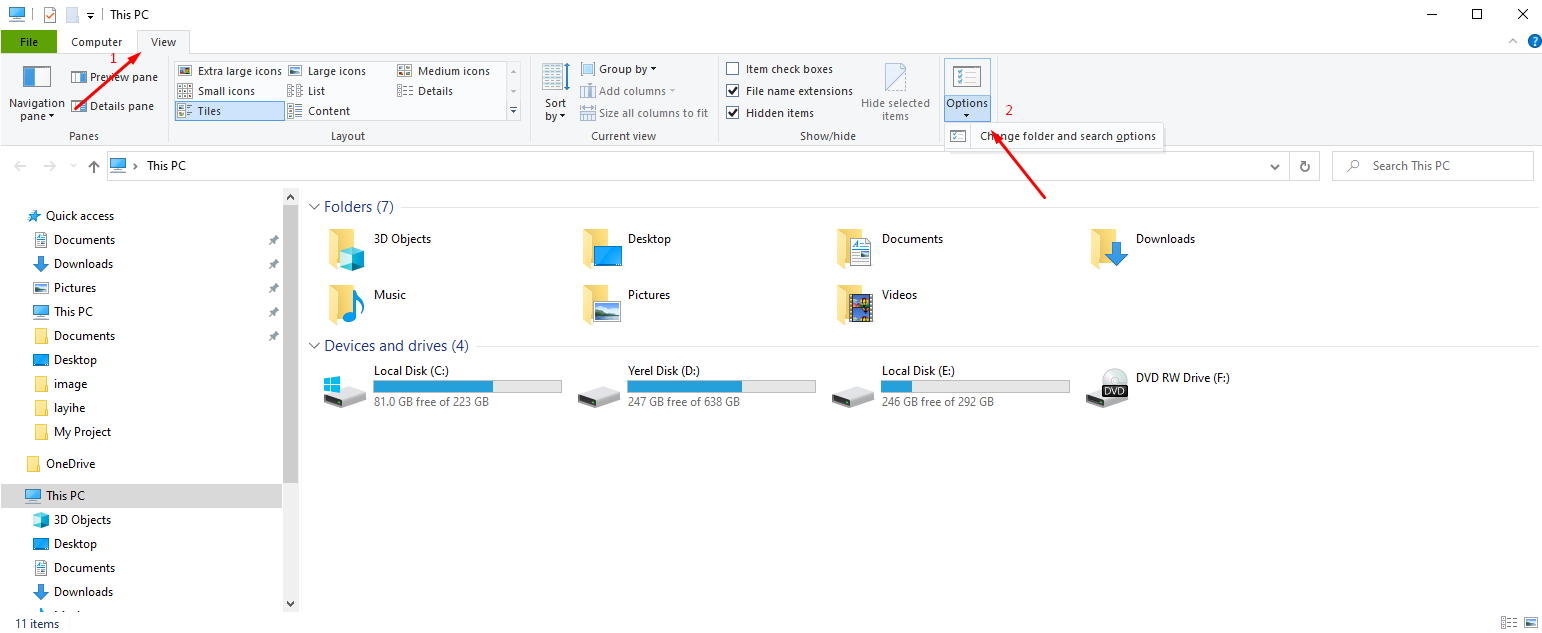 This PC
File
Computer
View
1
Navigation pane
Preview pane
Details pane
Panes
Extra large icons
Large icons
Medium icons
Small icons
List
Details
Tiles
Content
Layout
Sort by
Group by
Add columns
Size all columns to fit
Current view
Item check boxes
File name extensions
Hidden items
Hide selected items
Show/hide
Options
2
Change folder and search options
This PC
Search This PC
Quick access
Documents
Downloads
Pictures
This PC
Documents
Desktop
image
layihe
My Project
OneDrive
This PC
3D Objects
Desktop
Documents
Downloads
Folders (7)
3D Objects
Desktop
Documents
Downloads
Music
Pictures
Videos
Devices and drives (4)
Local Disk (C:)
81.0 GB free of 223 GB
Yerel Disk (D:)
247 GB free of 638 GB
Local Disk (E:)
246 GB free of 292 GB
DVD
DVD RW Drive (F:)
11 items